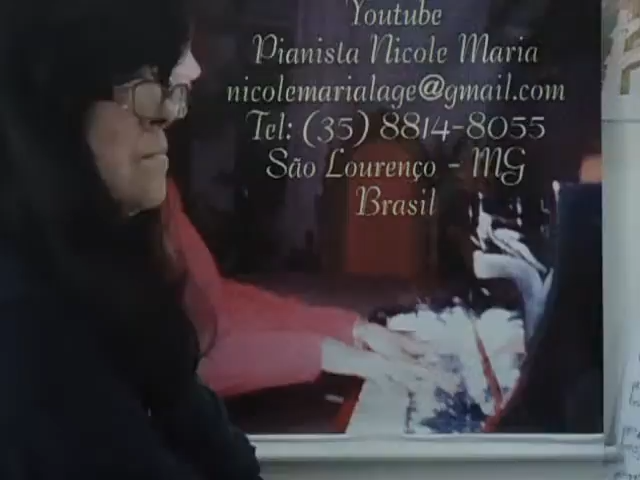 Youtube
Pianista Nicole Maria
nicolemarialage@gmail.com
Tel: (35) 8814-8055
São Lourenço - MG
Brasil